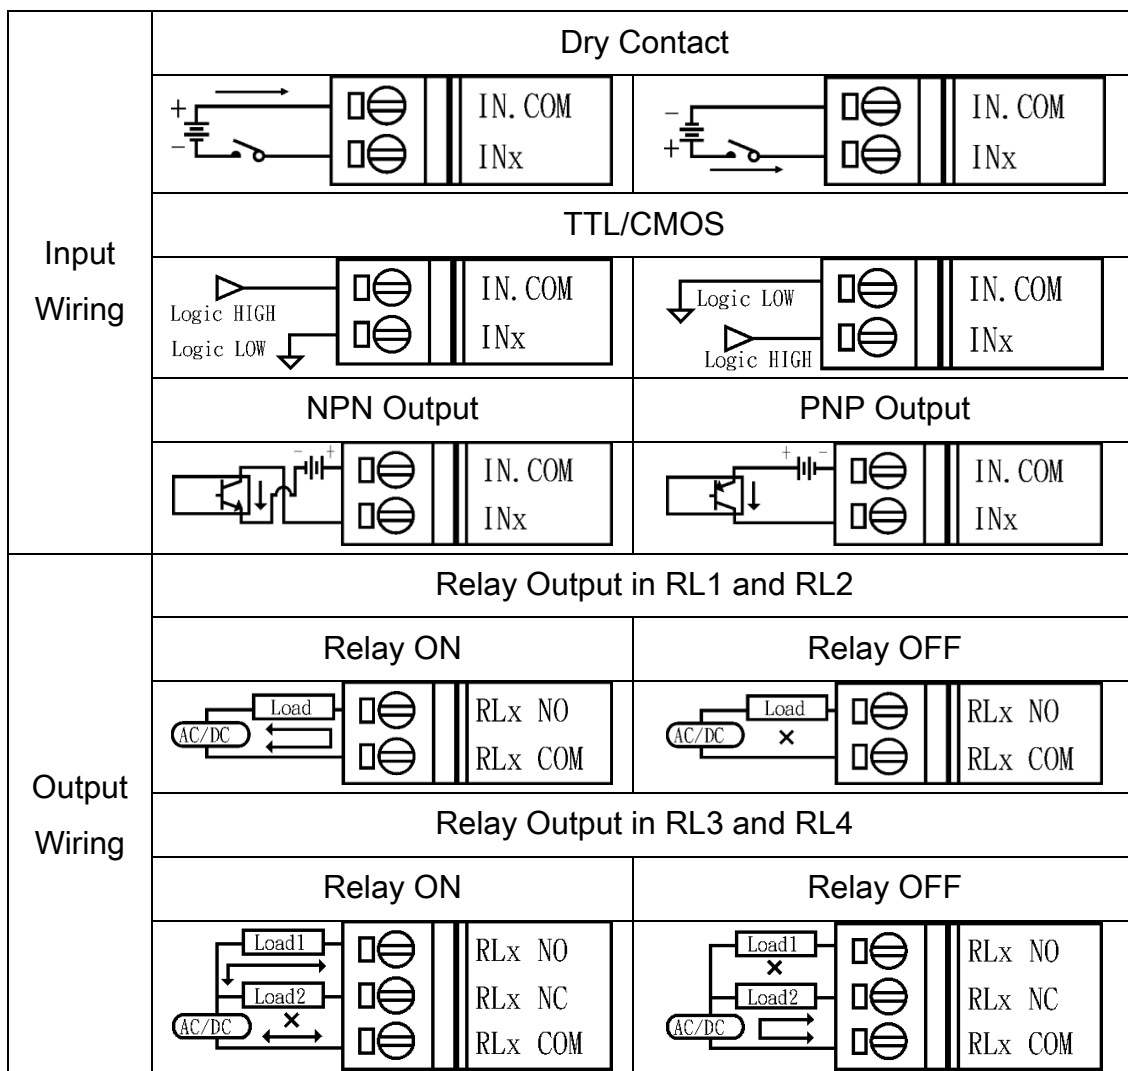 Input
Wiring
Dry Contact
+
-
IN. COM
INx
-
+
IN. COM
INx
TTL/CMOS
Logic HIGH
Logic LOW
IN. COM
INx
Logic LOW
Logic HIGH
IN. COM
INx
NPN Output
PNP Output
- +
IN. COM
INx
+ -
IN. COM
INx
Output
Wiring
Relay Output in RL1 and RL2
Relay ON
Relay OFF
Load
AC/DC
RLx NO
RLx COM
Load
AC/DC
RLx NO
RLx COM
Relay Output in RL3 and RL4
Relay ON
Relay OFF
Load1
Load2
AC/DC
RLx NO
RLx NC
RLx COM
Load1
Load2
AC/DC
RLx NO
RLx NC
RLx COM